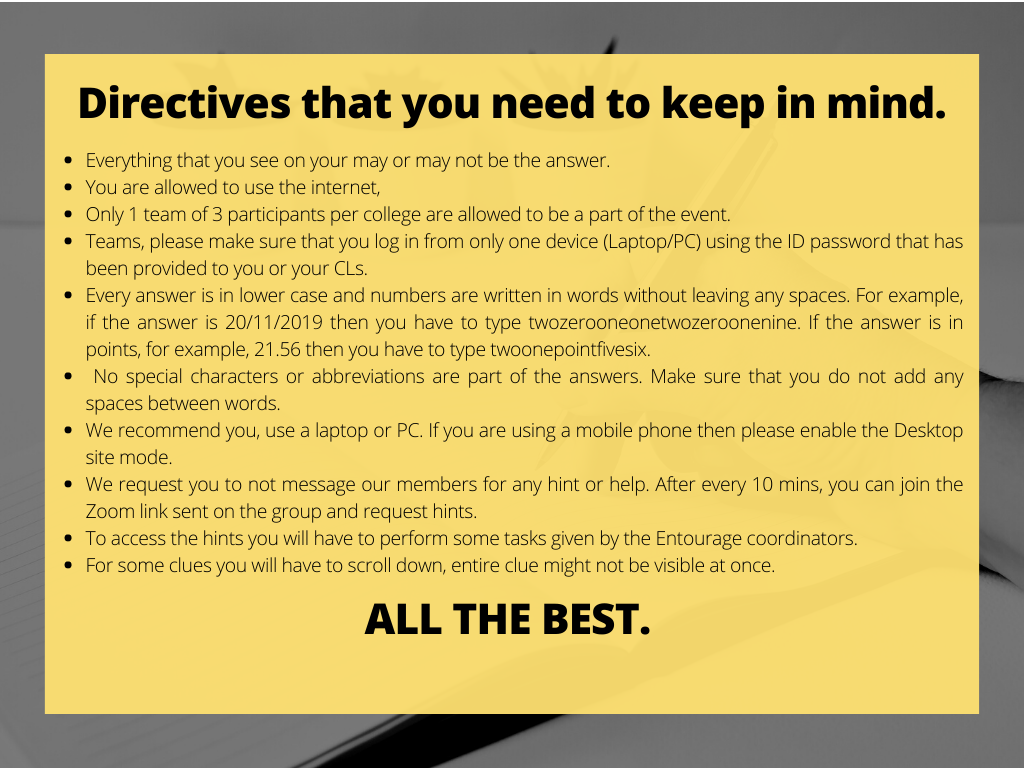 Directives that you need to keep in mind.
• Everything that you see on your may or may not be the answer.
• You are allowed to use the internet,
• Only 1 team of 3 participants per college are allowed to be a part of the event.
• Teams, please make sure that you log in from only one device (Laptop/PC) using the ID password that has
been provided to you or your CLs.
• Every answer is in lower case and numbers are written in words without leaving any spaces. For example,
if the answer is 20/11/2019 then you have to type twozerooneonetwozeroonenine. If the answer is in
points, for example, 21.56 then you have to type twoonepointfivesix.
• No special characters or abbreviations are part of the answers. Make sure that you do not add any
spaces between words.
• We recommend you, use a laptop or PC. If you are using a mobile phone then please enable the Desktop
site mode.
• We request you to not message our members for any hint or help. After every 10 mins, you can join the
Zoom link sent on the group and request hints.
• To access the hints you will have to perform some tasks given by the Entourage coordinators.
• For some clues you will have to scroll down, entire clue might not be visible at once.
ALL THE BEST.